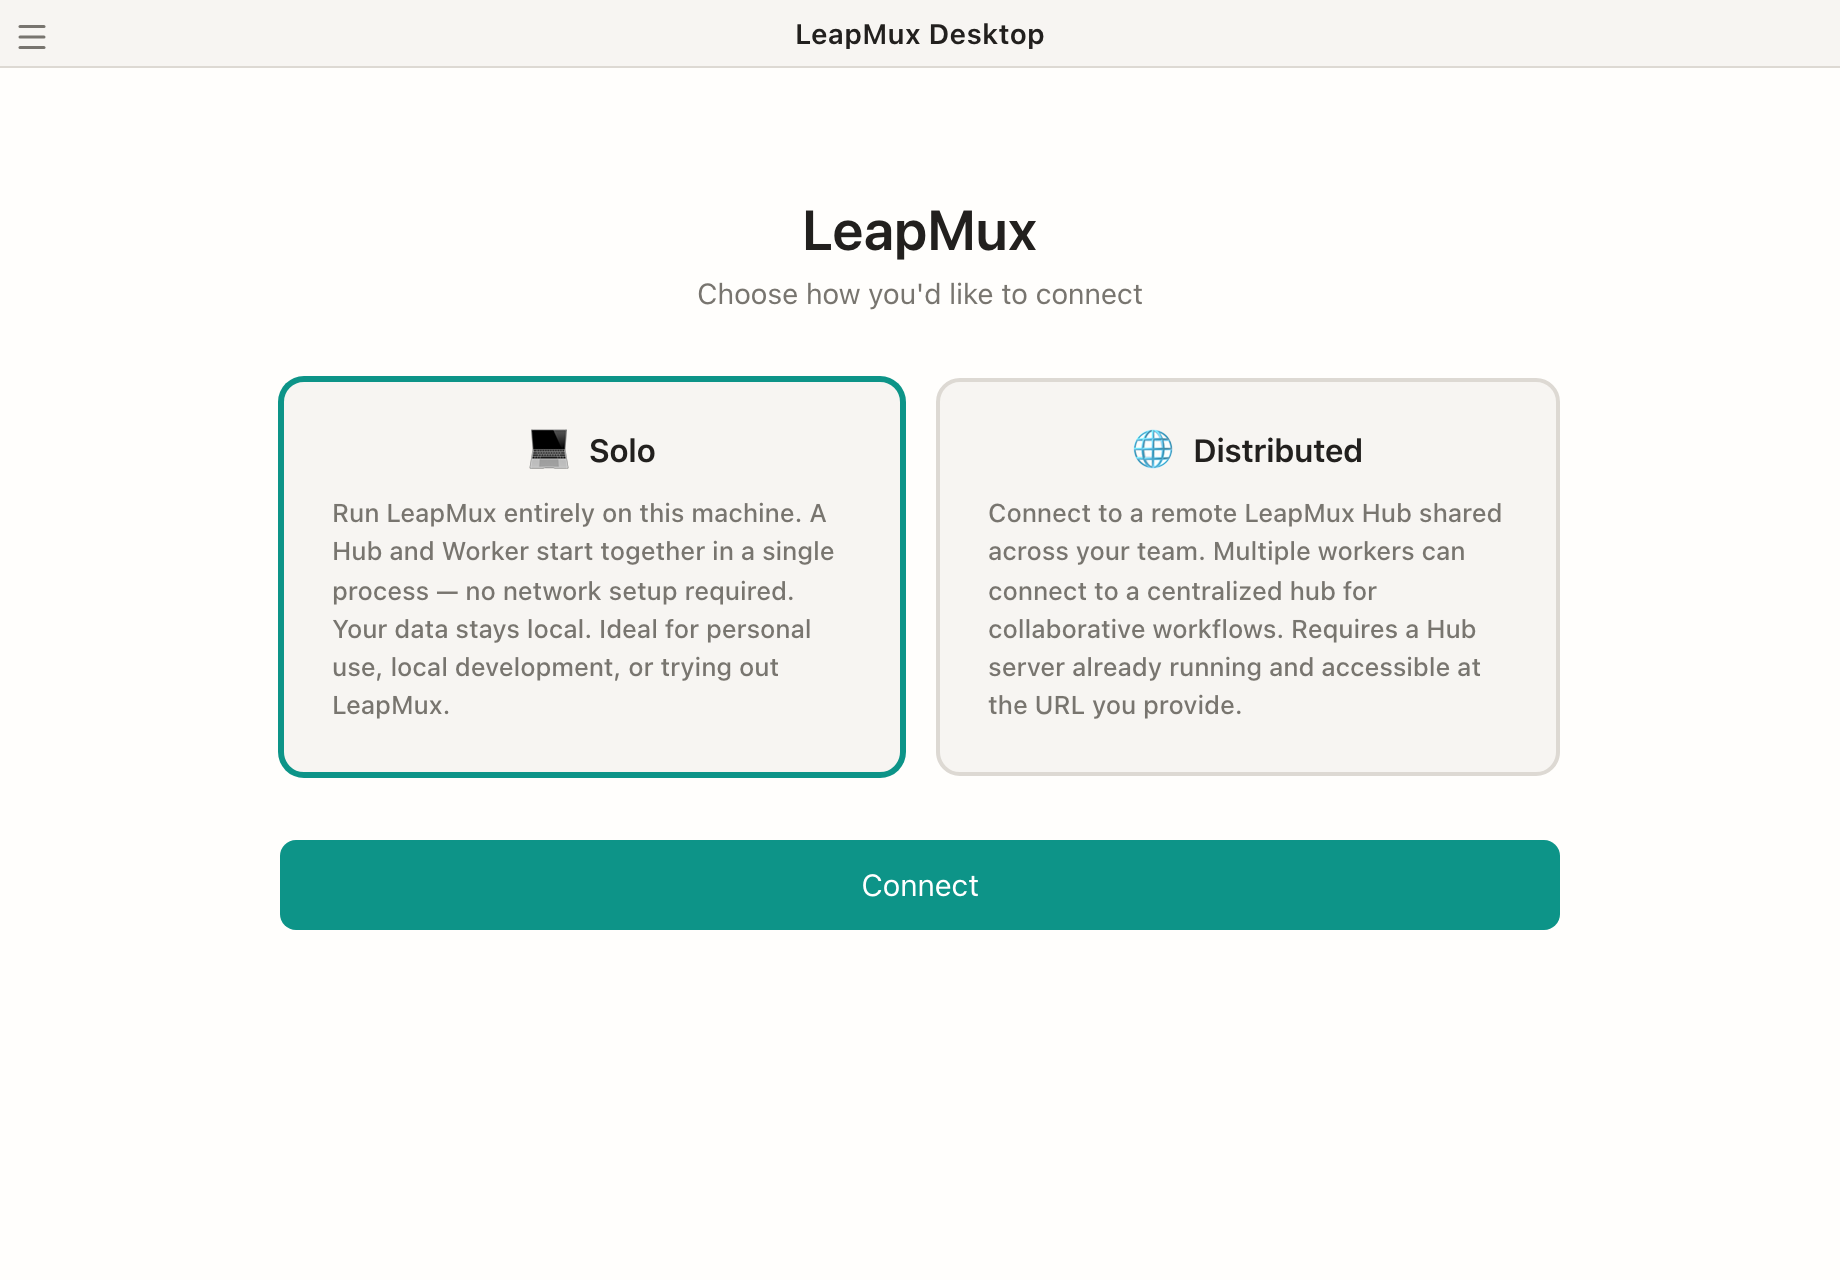 LeapMux Desktop
LeapMux
Choose how you'd like to connect
Solo
Run LeapMux entirely on this machine. A
Hub and Worker start together in a single
process — no network setup required.
Your data stays local. Ideal for personal
use, local development, or trying out
LeapMux.
Distributed
Connect to a remote LeapMux Hub shared
across your team. Multiple workers can
connect to a centralized hub for
collaborative workflows. Requires a Hub
server already running and accessible at
the URL you provide.
Connect